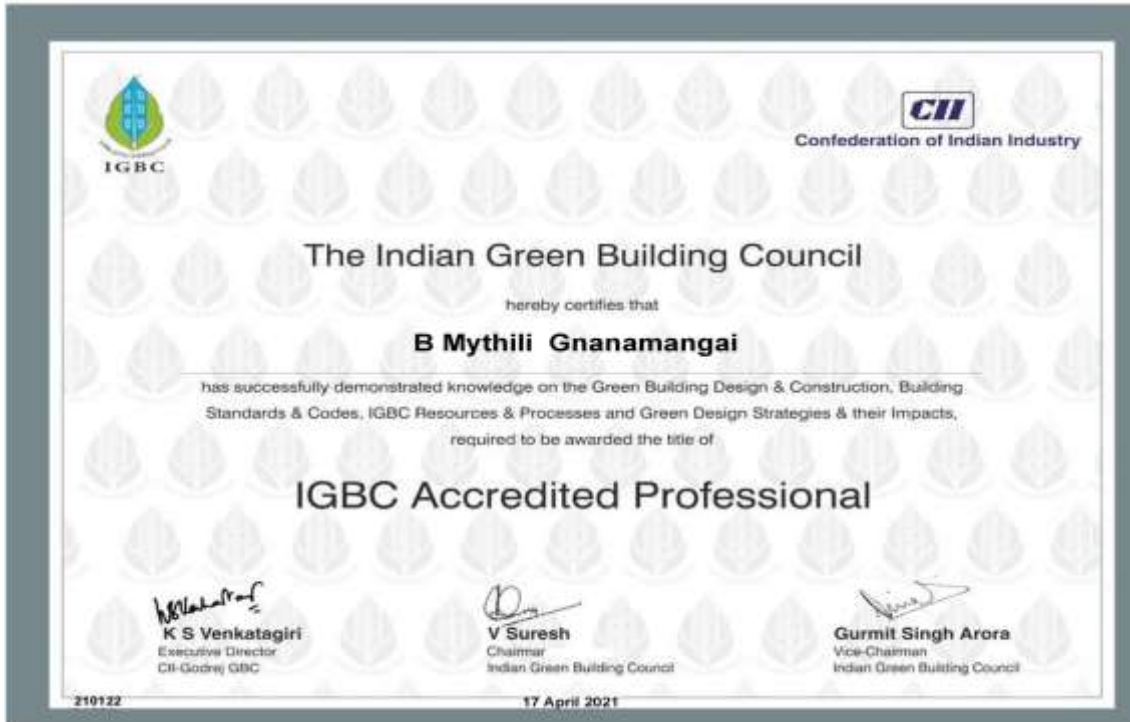 IGBC
CII
Confederation of Indian Industry
The Indian Green Building Council
hereby certifies that
B Mythili Gnanamangai
has successfully demonstrated knowledge on the Green Building Design & Construction, Building
Standards & Codes, IGBC Resources & Processes and Green Design Strategies & their Impacts,
required to be awarded the title of
IGBC Accredited Professional
K S Venkatagiri
Executive Director
CII-Godrej GBC
V Suresh
Chairman
Indian Green Building Council
Gurmit Singh Arora
Vice-Chairman
Indian Green Building Council
210122
17 April 2021